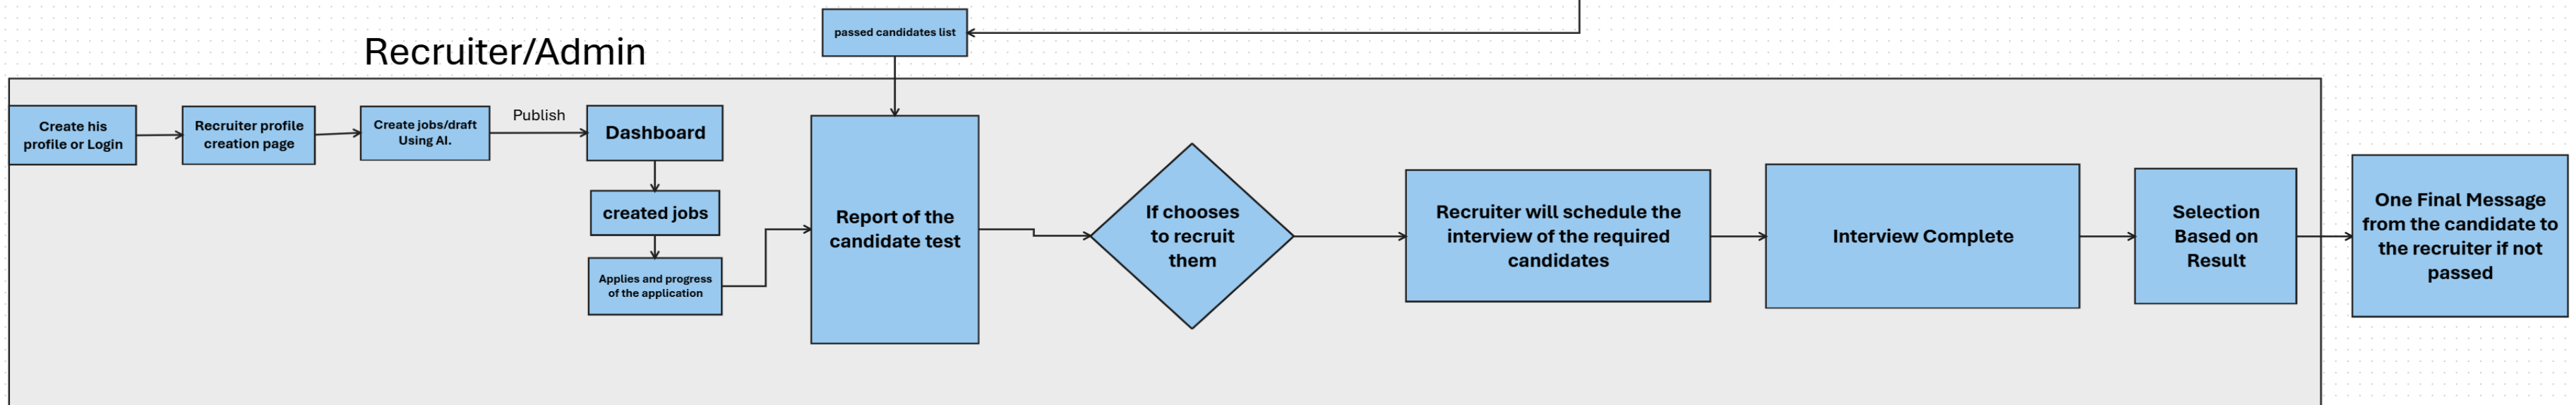 passed candidates list
Recruiter/Admin
Create his
profile or Login
Recruiter profile
creation page
Create jobs/draft
Using AI.
Publish
Dashboard
created jobs
Applies and progress
of the application
Report of the
candidate test
If chooses
to recruit
them
Recruiter will schedule the
interview of the required
candidates
Interview Complete
Selection
Based on
Result
One Final Message
from the candidate to
the recruiter if not
passed